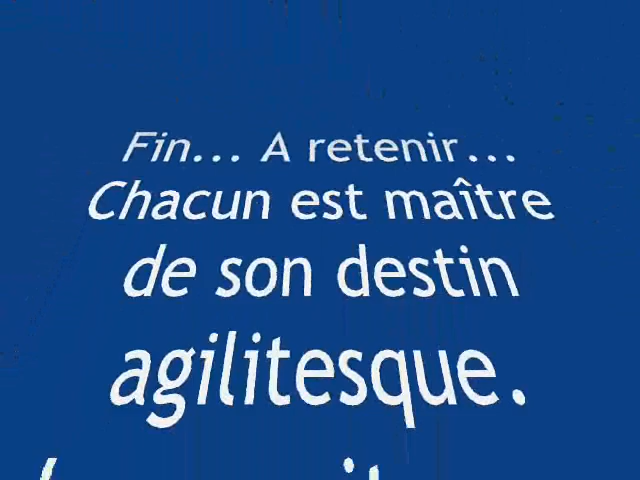 Fin... A retenir...
Chacun est maître
de son destin
agilitesque.